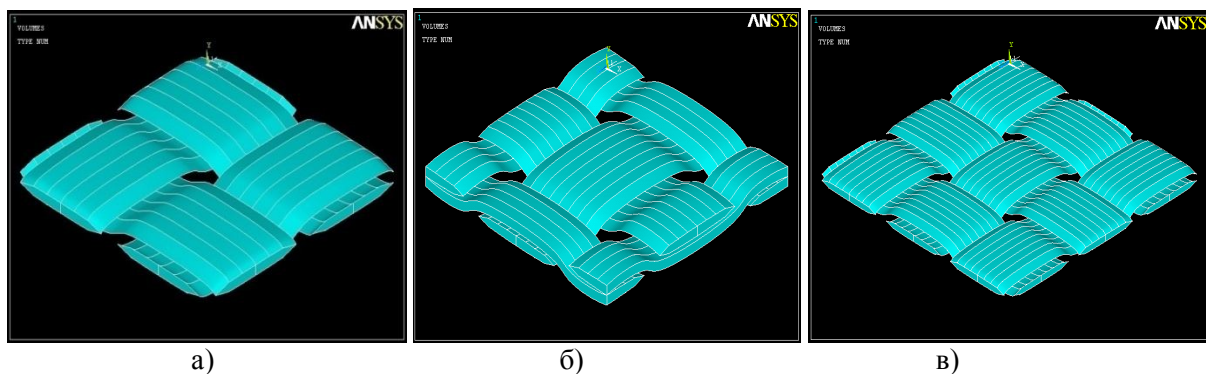 1
VOLUMES
TYPE NUM
ANSYS
Y
X
а)
1
VOLUMES
TYPE NUM
ANSYS
X
б)
1
VOLUMES
TYPE NUM
ANSYS
Y
X
в)